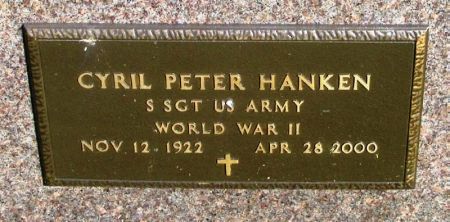 CYRIL PETER HANKEN
S SGT US ARMY
WORLD WAR II
NOV 12 1922 APR 28 2000